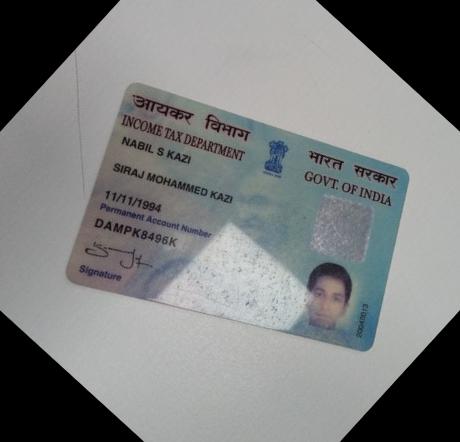 आयकर विभाग
INCOME TAX DEPARTMENT
भारत सरकार
GOVT. OF INDIA
NABIL S KAZI
SIRAJ MOHAMMED KAZI
11/11/1994
Permanent Account Number
DAMPK8496K
Signature